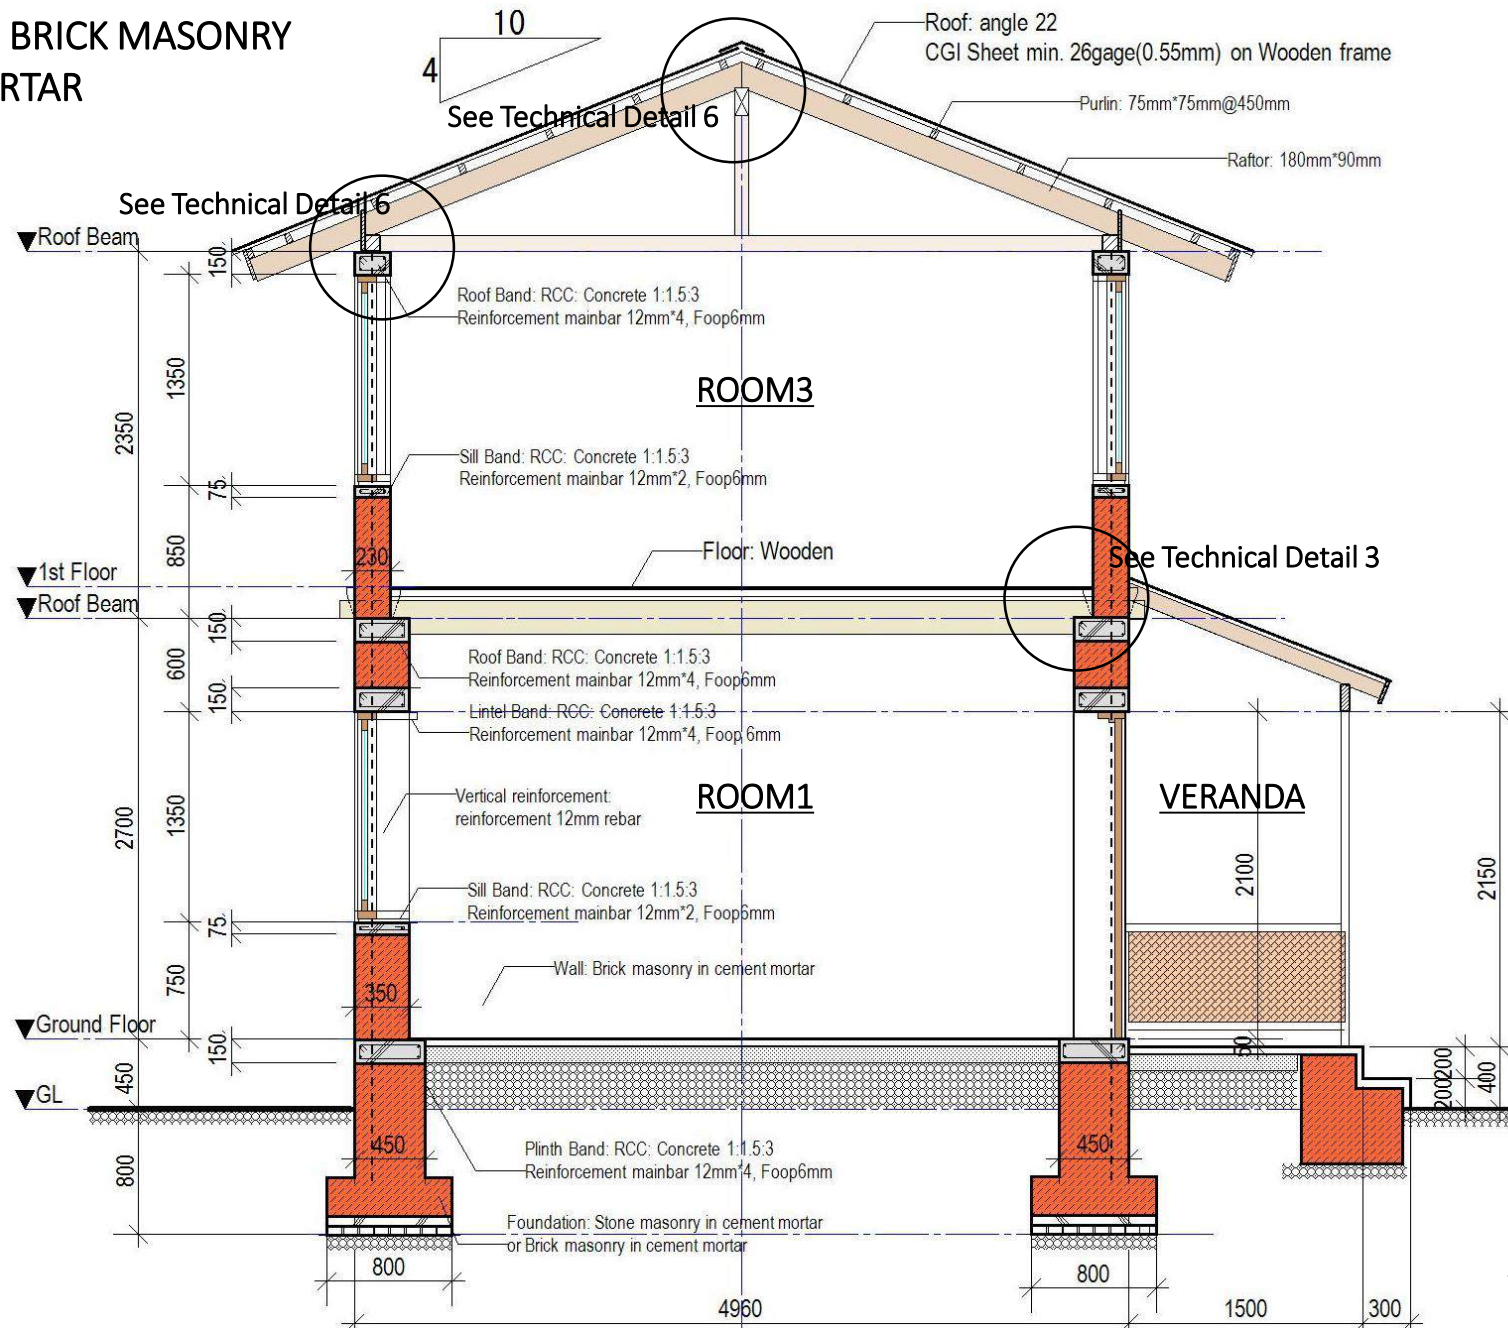 BRICK MASONRY
RTAR
10
4
Roof: angle 22
CGI Sheet min. 26gage(0.55mm) on Wooden frame
See Technical Detail 6
Purlin: 75mm*75mm@450mm
Raftor: 180mm*90mm
See Technical Detail 6
Roof Beam
150
Roof Band: RCC: Concrete 1:1.5:3
Reinforcement mainbar 12mm*4, Foop6mm
1350
2350
ROOM3
Sill Band: RCC: Concrete 1:1.5:3
Reinforcement mainbar 12mm*2, Foop6mm
75
850
230
Floor: Wooden
See Technical Detail 3
1st Floor
Roof Beam
150
600
Roof Band: RCC: Concrete 1:1.5:3
Reinforcement mainbar 12mm*4, Foop6mm
150
Lintel Band: RCC: Concrete 1:1.5:3
Reinforcement mainbar 12mm*4, Foop 6mm
Vertical reinforcement:
reinforcement 12mm rebar
ROOM1
VERANDA
2700
1350
2100
2150
Sill Band: RCC: Concrete 1:1.5:3
Reinforcement mainbar 12mm*2, Foop6mm
75
750
Wall: Brick masonry in cement mortar
350
Ground Floor
150
50
450
200
200
400
GL
450
450
Plinth Band: RCC: Concrete 1:1.5:3
Reinforcement mainbar 12mm*4, Foop6mm
800
Foundation: Stone masonry in cement mortar
or Brick masonry in cement mortar
800
800
4960
1500
300